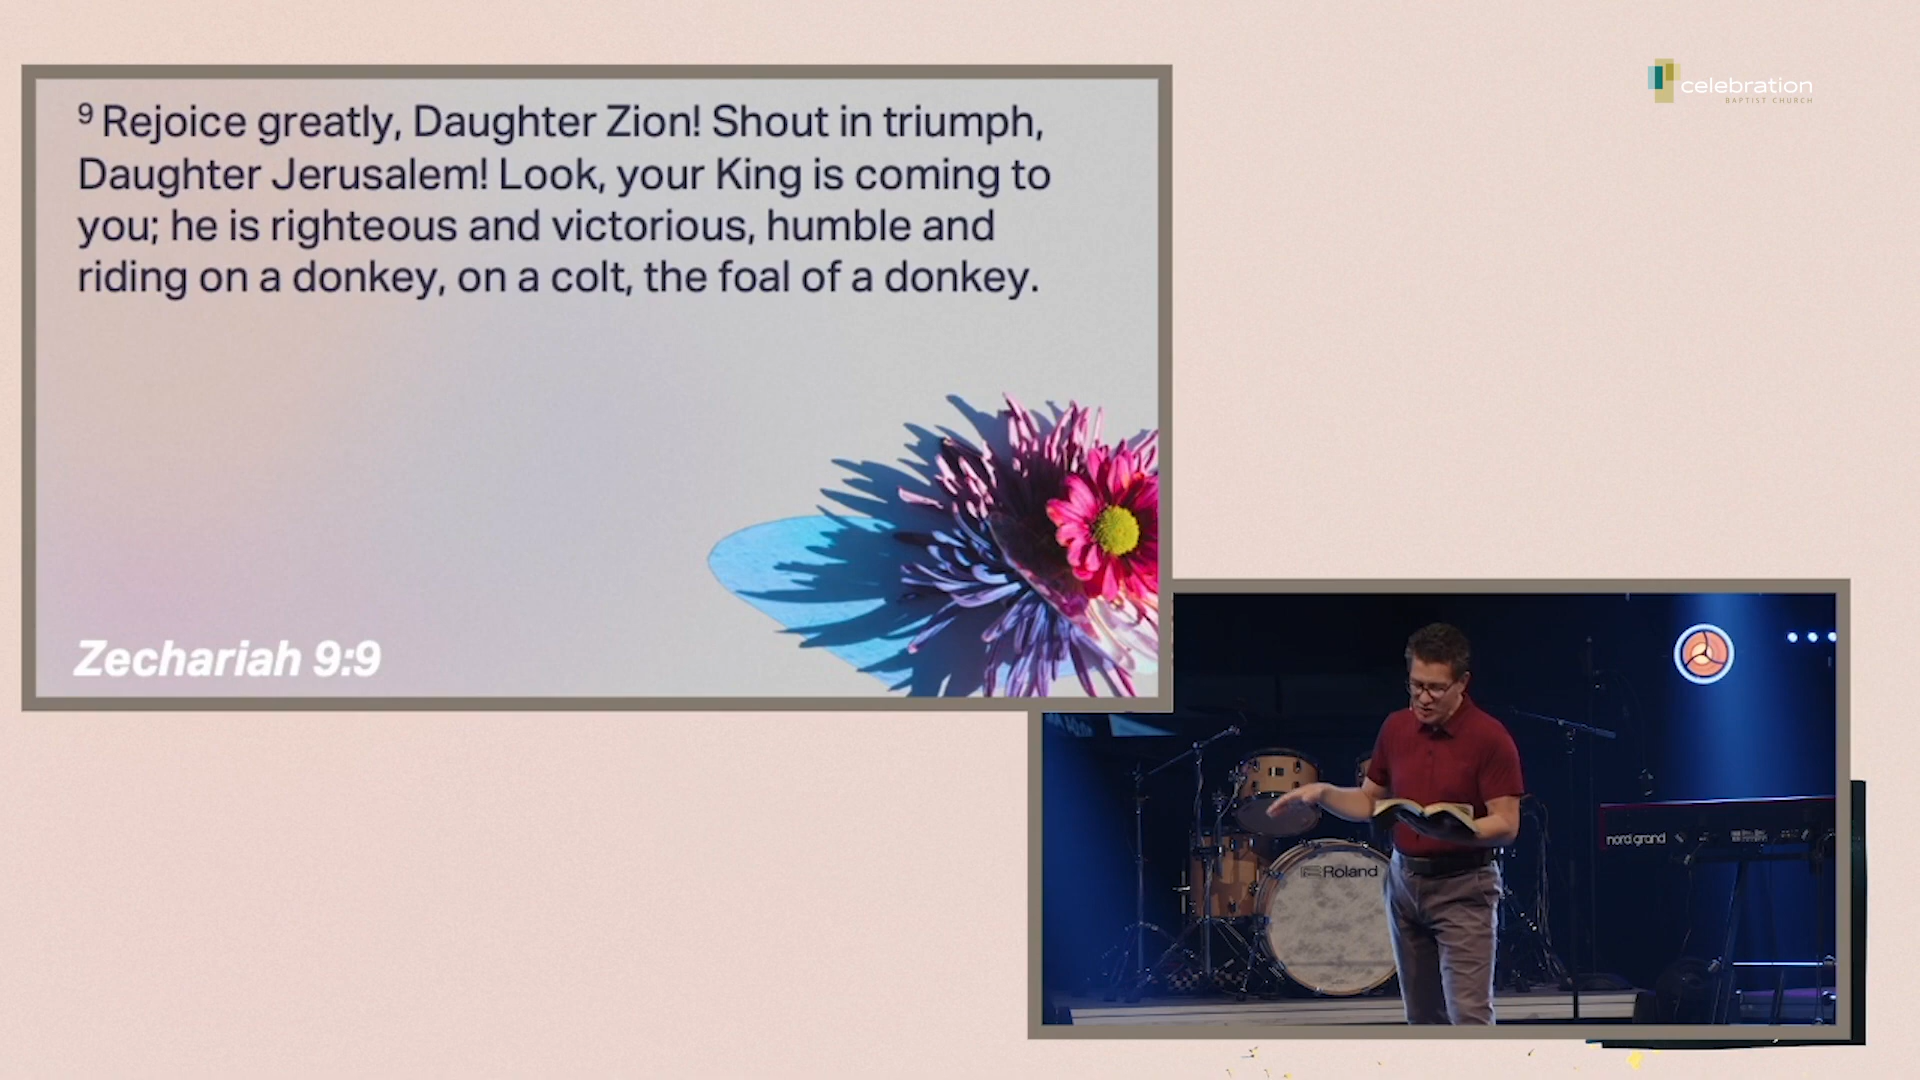 9 Rejoice greatly, Daughter Zion! Shout in triumph,
Daughter Jerusalem! Look, your King is coming to
you; he is righteous and victorious, humble and
riding on a donkey, on a colt, the foal of a donkey.
Zechariah 9:9
celebration
BAPTIST CHURCH
Roland
nord grand